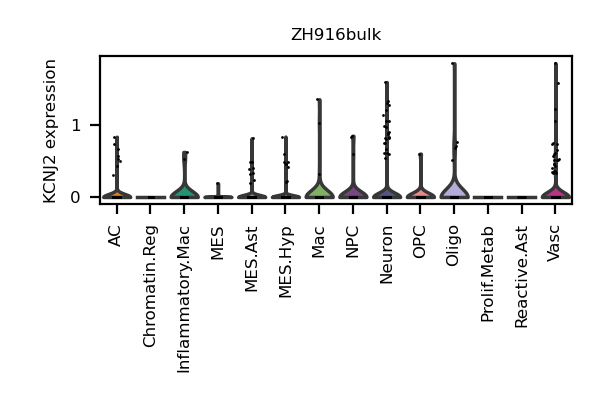 ZH916bulk
KCNJ2 expression
1
0
AC
Chromatin.Reg
Inflammatory.Mac
MES
MES.Ast
MES.Hyp
Mac
NPC
Neuron
OPC
Oligo
Prolif.Metab
Reactive.Ast
Vasc